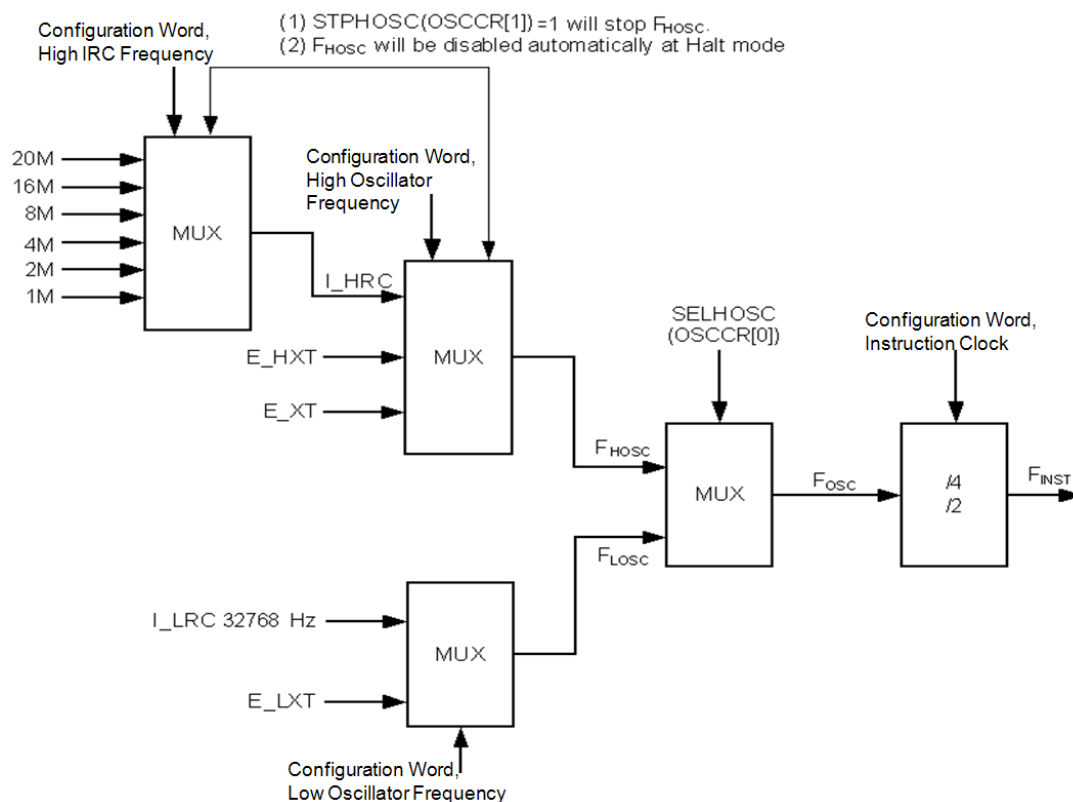 (1) STPHOSC(OSCCR[1])=1 will stop FHOSC.
(2) FHOSC will be disabled automatically at Halt mode
Configuration Word,
High IRC Frequency
20M
16M
8M
4M
2M
1M
MUX
I_HRC
Configuration Word,
High Oscillator
Frequency
E_HXT
E_XT
MUX
FHOSC
I_LRC 32768 Hz
E_LXT
MUX
Configuration Word,
Low Oscillator Frequency
FLOSC
SELHOSC
(OSCCR[0])
MUX
FOSC
Configuration Word,
Instruction Clock
/4
/2
FINST